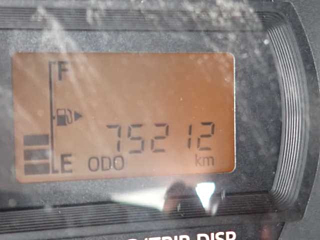 F
75212
E ODO km
TRIP DISP